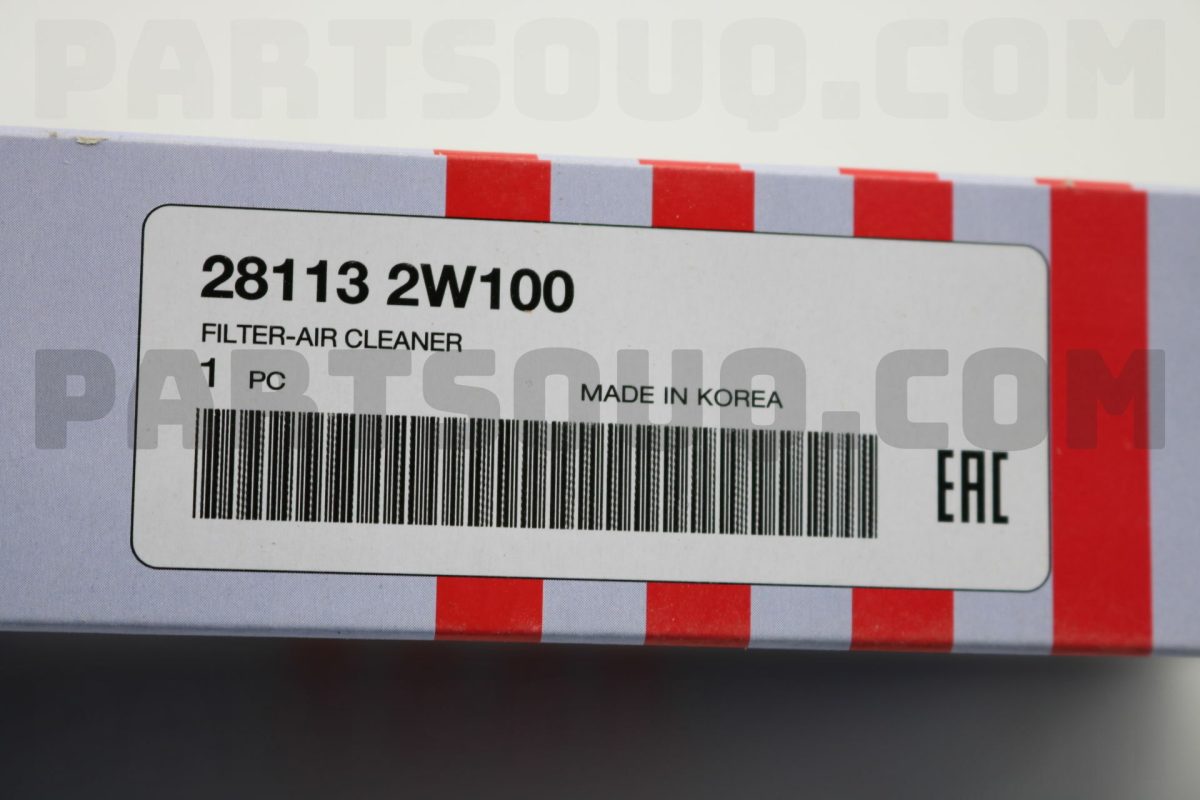 PARTSOUQ.COM
28113 2W100
FILTER-AIR CLEANER
1 PC
MADE IN KOREA
PARTSOUQ.COM
EAC